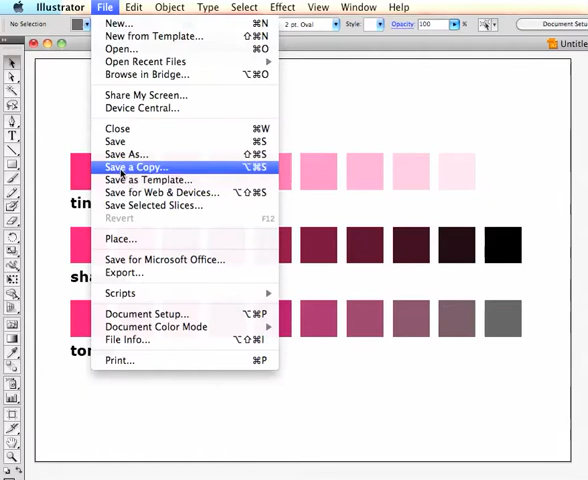 Illustrator File Edit Object Type Select Effect View Window Help
No Selection
2 pt. Oval Style: Opacity 100 % Document Setu
Untitle
New... ⌘N
New from Template... ⇧⌘N
Open... ⌘O
Open Recent Files
Browse in Bridge... ⌥⌘O
Share My Screen...
Device Central...
Close ⌘W
Save ⌘S
Save As... ⇧⌘S
Save a Copy... ⌥⌘S
Save as Template...
Save for Web & Devices... ⌥⇧⌘S
Save Selected Slices...
Revert F12
Place...
Save for Microsoft Office...
Export...
Scripts
Document Setup... ⌥⌘P
Document Color Mode
File Info... ⌥⇧⌘I
Print... ⌘P
tin
sha
ton